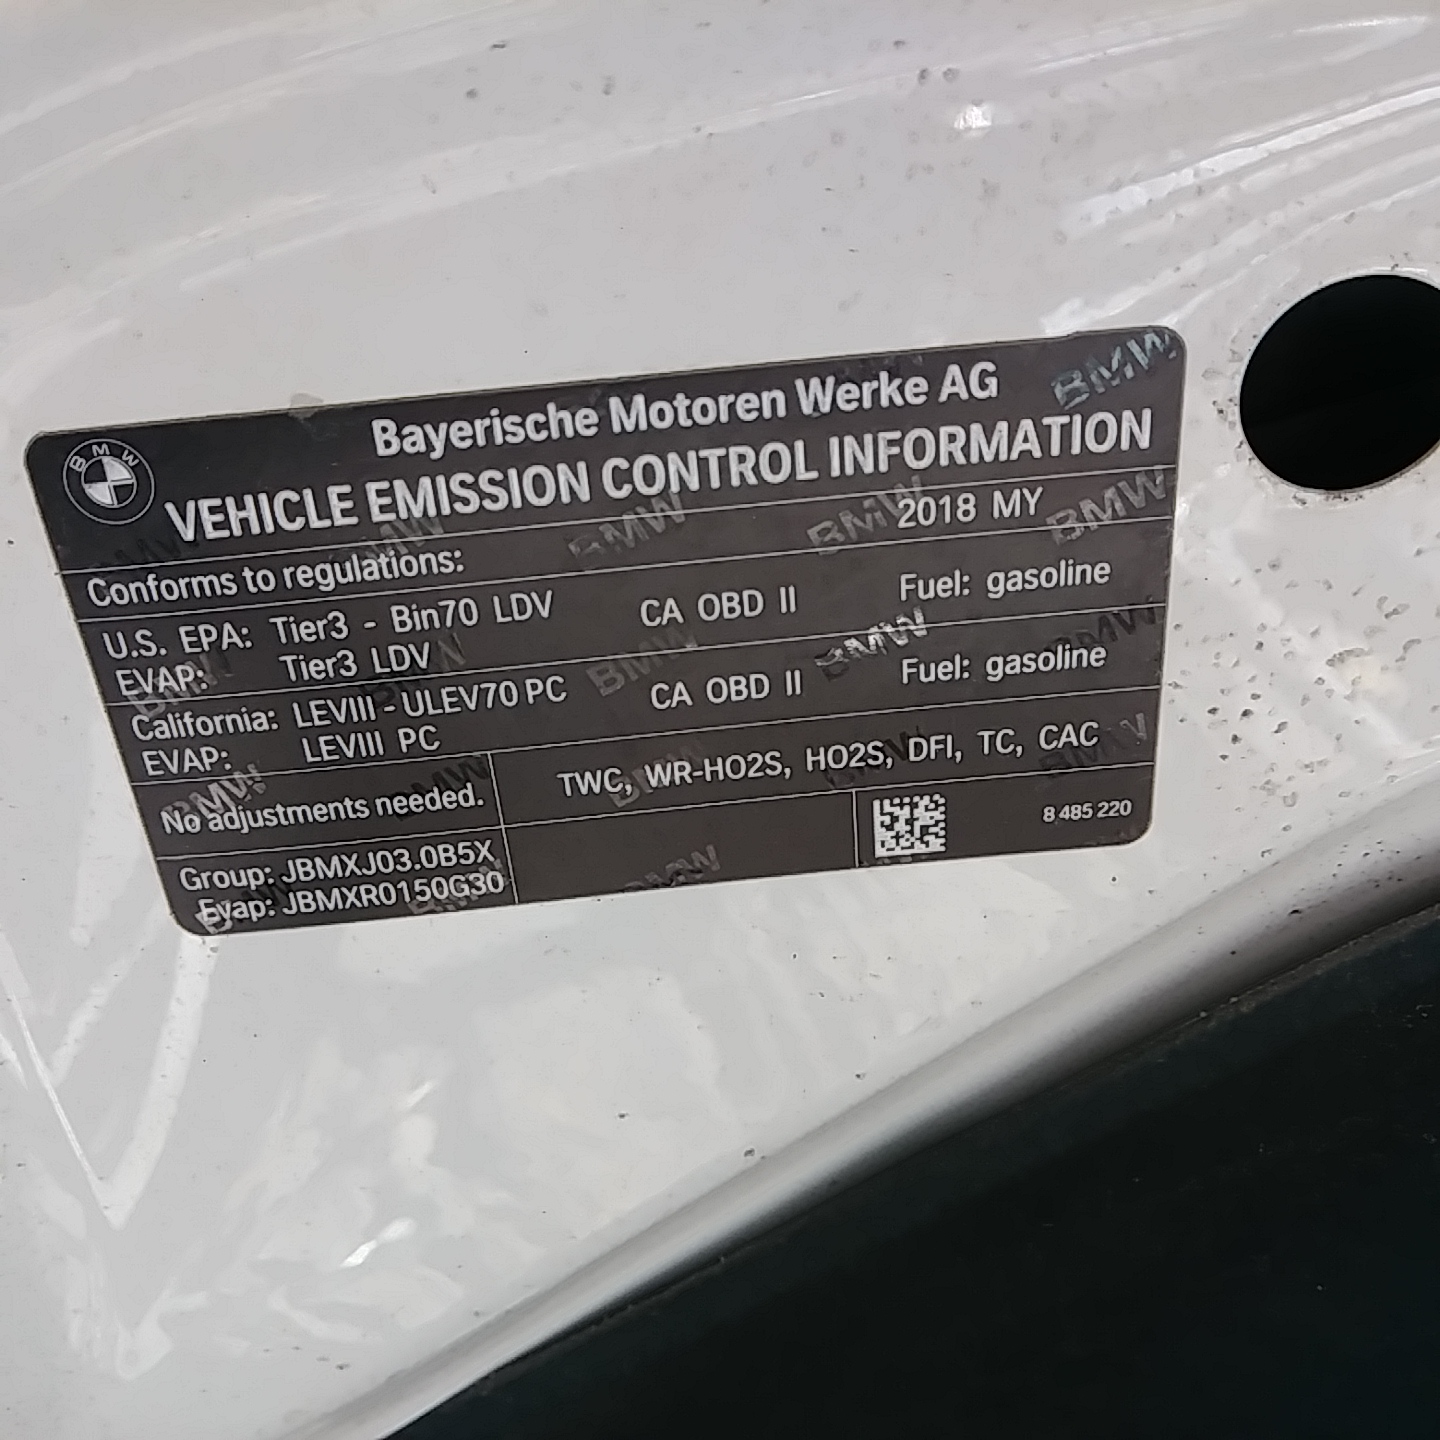 BMW
Bayerische Motoren Werke AG
VEHICLE EMISSION CONTROL INFORMATION
Conforms to regulations: 2018 MY
U.S. EPA: Tier3 - Bin70 LDV CA OBD II Fuel: gasoline
EVAP: Tier3 LDV
California: LEVIII - ULEV70 PC CA OBD II Fuel: gasoline
EVAP: LEVIII PC
No adjustments needed. TWC, WR-HO2S, HO2S, DFI, TC, CAC
Group: JBMXJ03.0B5X
Evap: JBMXR0150G30
8 485 220